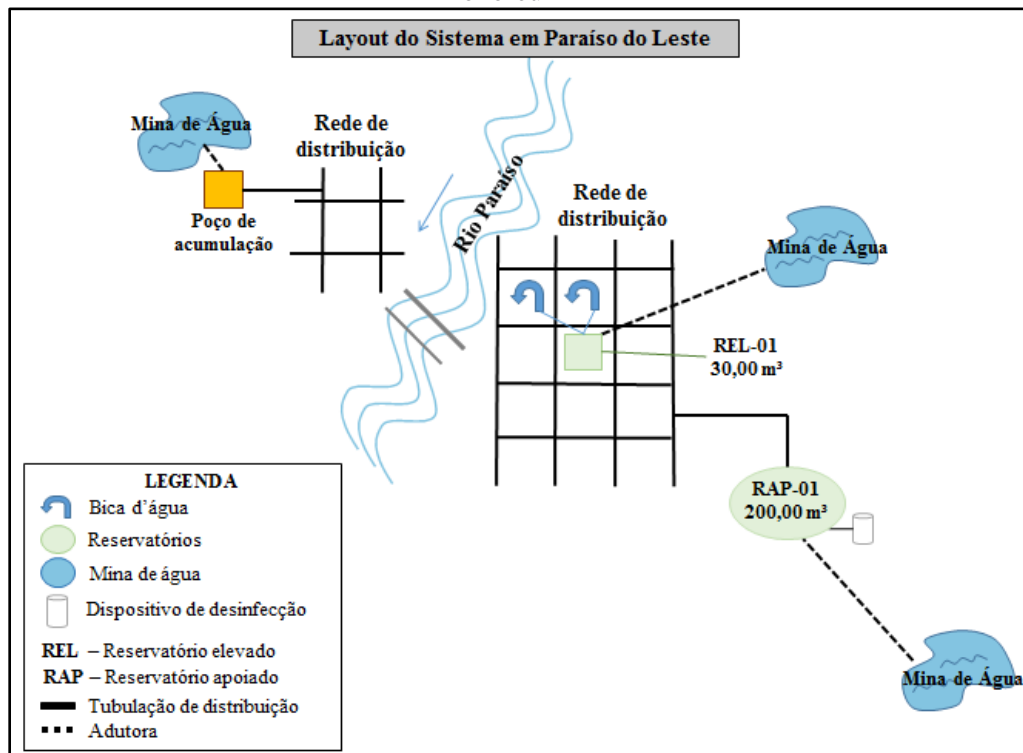 Layout do Sistema em Paraíso do Leste
Mina de Água
Rede de
distribuição
Poço de
acumulação
Rio Paraíso
Rede de
distribuição
Mina de Água
REL-01
30,00 m³
RAP-01
200,00 m³
Mina de Água
LEGENDA
Bica d'água
Reservatórios
Mina de água
Dispositivo de desinfecção
REL – Reservatório elevado
RAP – Reservatório apoiado
Tubulação de distribuição
Adutora